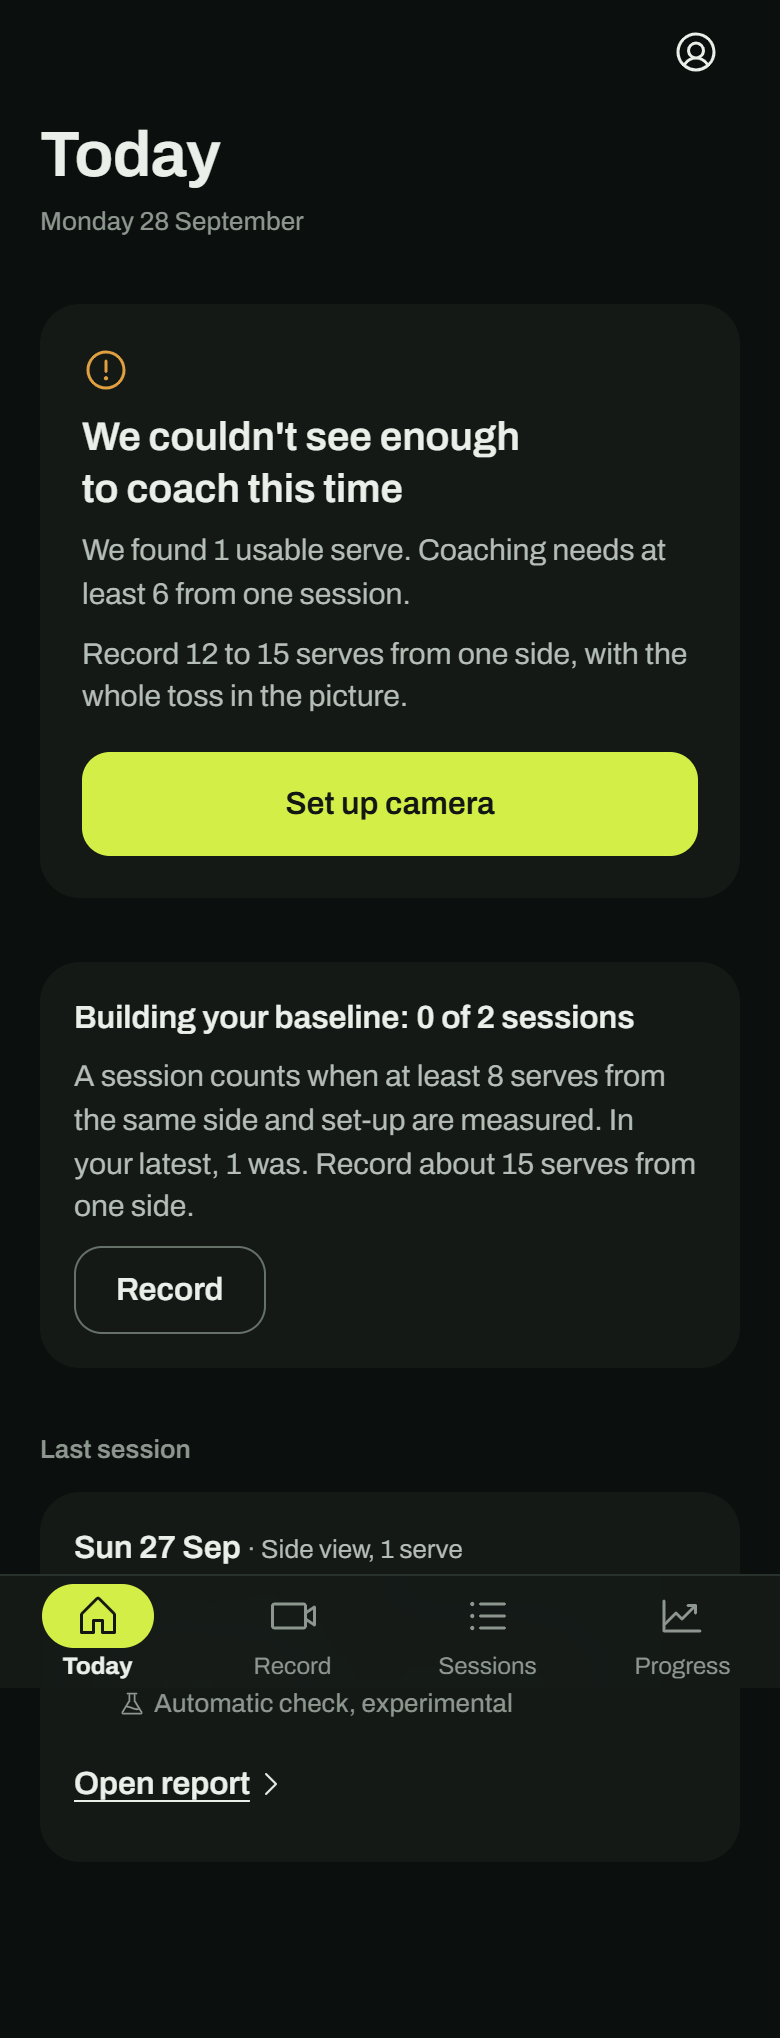 Today
Monday 28 September
We couldn't see enough
to coach this time
We found 1 usable serve. Coaching needs at
least 6 from one session.
Record 12 to 15 serves from one side, with the
whole toss in the picture.
Set up camera
Building your baseline: 0 of 2 sessions
A session counts when at least 8 serves from
the same side and set-up are measured. In
your latest, 1 was. Record about 15 serves from
one side.
Record
Last session
Sun 27 Sep · Side view, 1 serve
Today
Record
Sessions
Progress
Automatic check, experimental
Open report